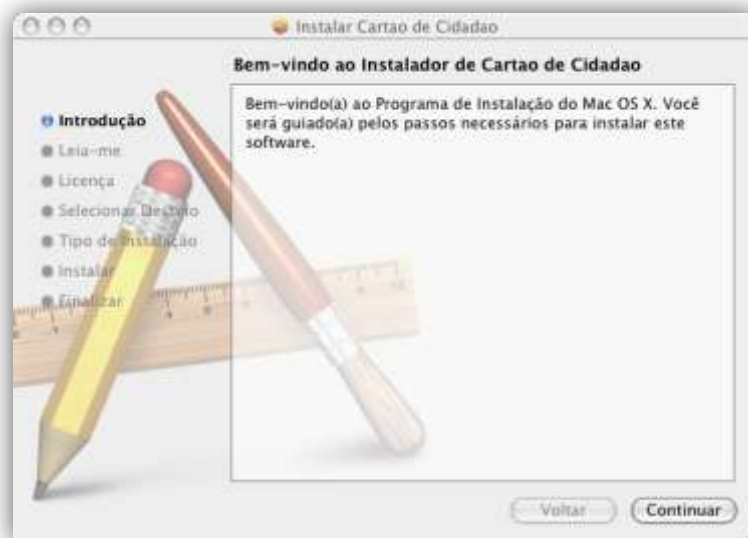 Instalar Cartao de Cidadao
Bem-vindo ao Instalador de Cartao de Cidadao
Introdução
Leia-me
Licença
Selecionar Destino
Tipo de Instalação
Instalar
Finalizar
Bem-vindo(a) ao Programa de Instalação do Mac OS X. Você
será guiado(a) pelos passos necessários para instalar este
software.
Voltar
Continuar